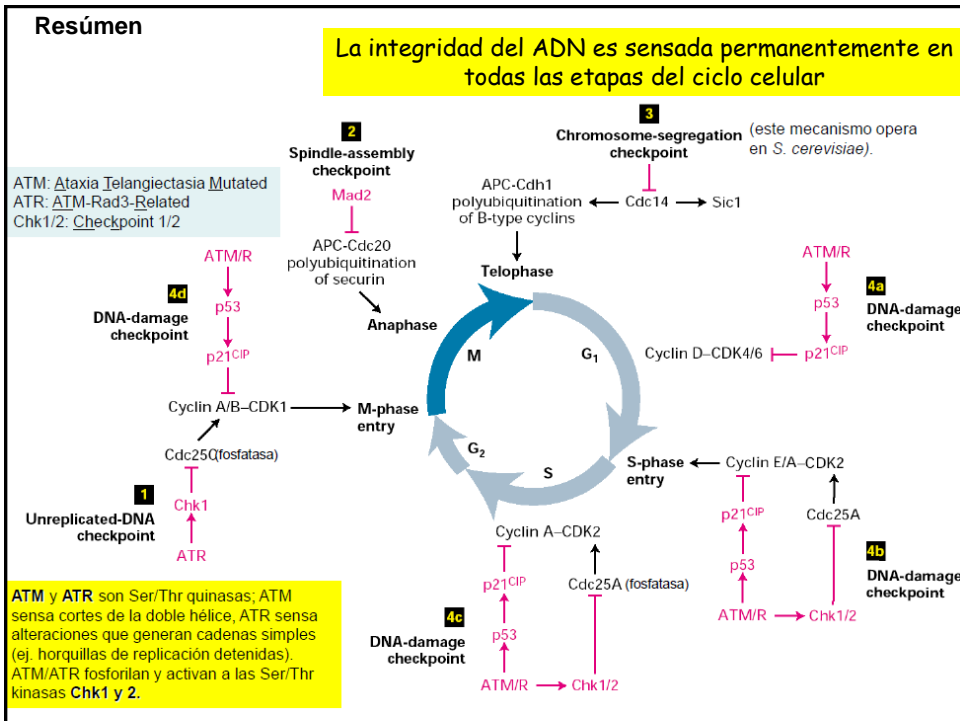 Resúmen
La integridad del ADN es sensada permanentemente en
todas las etapas del ciclo celular
ATM: Ataxia Telangiectasia Mutated
ATR: ATM-Rad3-Related
Chk1/2: Checkpoint 1/2
2
Spindle-assembly
checkpoint
Mad2
APC-Cdc20
polyubiquitination
of securin
Anaphase
3
Chromosome-segregation
checkpoint
(este mecanismo opera
en S. cerevisiae).
APC-Cdh1
polyubiquitination
of B-type cyclins
Cdc14
Sic1
Telophase
ATM/R
4d
DNA-damage
checkpoint
p53
p21CIP
Cyclin A/B–CDK1
M-phase
entry
Cdc25C(fosfatasa)
1
Unreplicated-DNA
checkpoint
Chk1
ATR
M
G1
G2
S
ATM/R
4a
DNA-damage
checkpoint
p53
Cyclin D–CDK4/6
p21CIP
S-phase
entry
Cyclin E/A–CDK2
p21CIP
Cdc25A
p53
4b
DNA-damage
checkpoint
ATM/R
Chk1/2
Cyclin A–CDK2
p21CIP
Cdc25A (fosfatasa)
4c
DNA-damage
checkpoint
p53
ATM/R
Chk1/2
ATM y ATR son Ser/Thr quinasas; ATM
sensa cortes de la doble hélice, ATR sensa
alteraciones que generan cadenas simples
(ej. horquillas de replicación detenidas).
ATM/ATR fosforilan y activan a las Ser/Thr
kinasas Chk1 y 2.